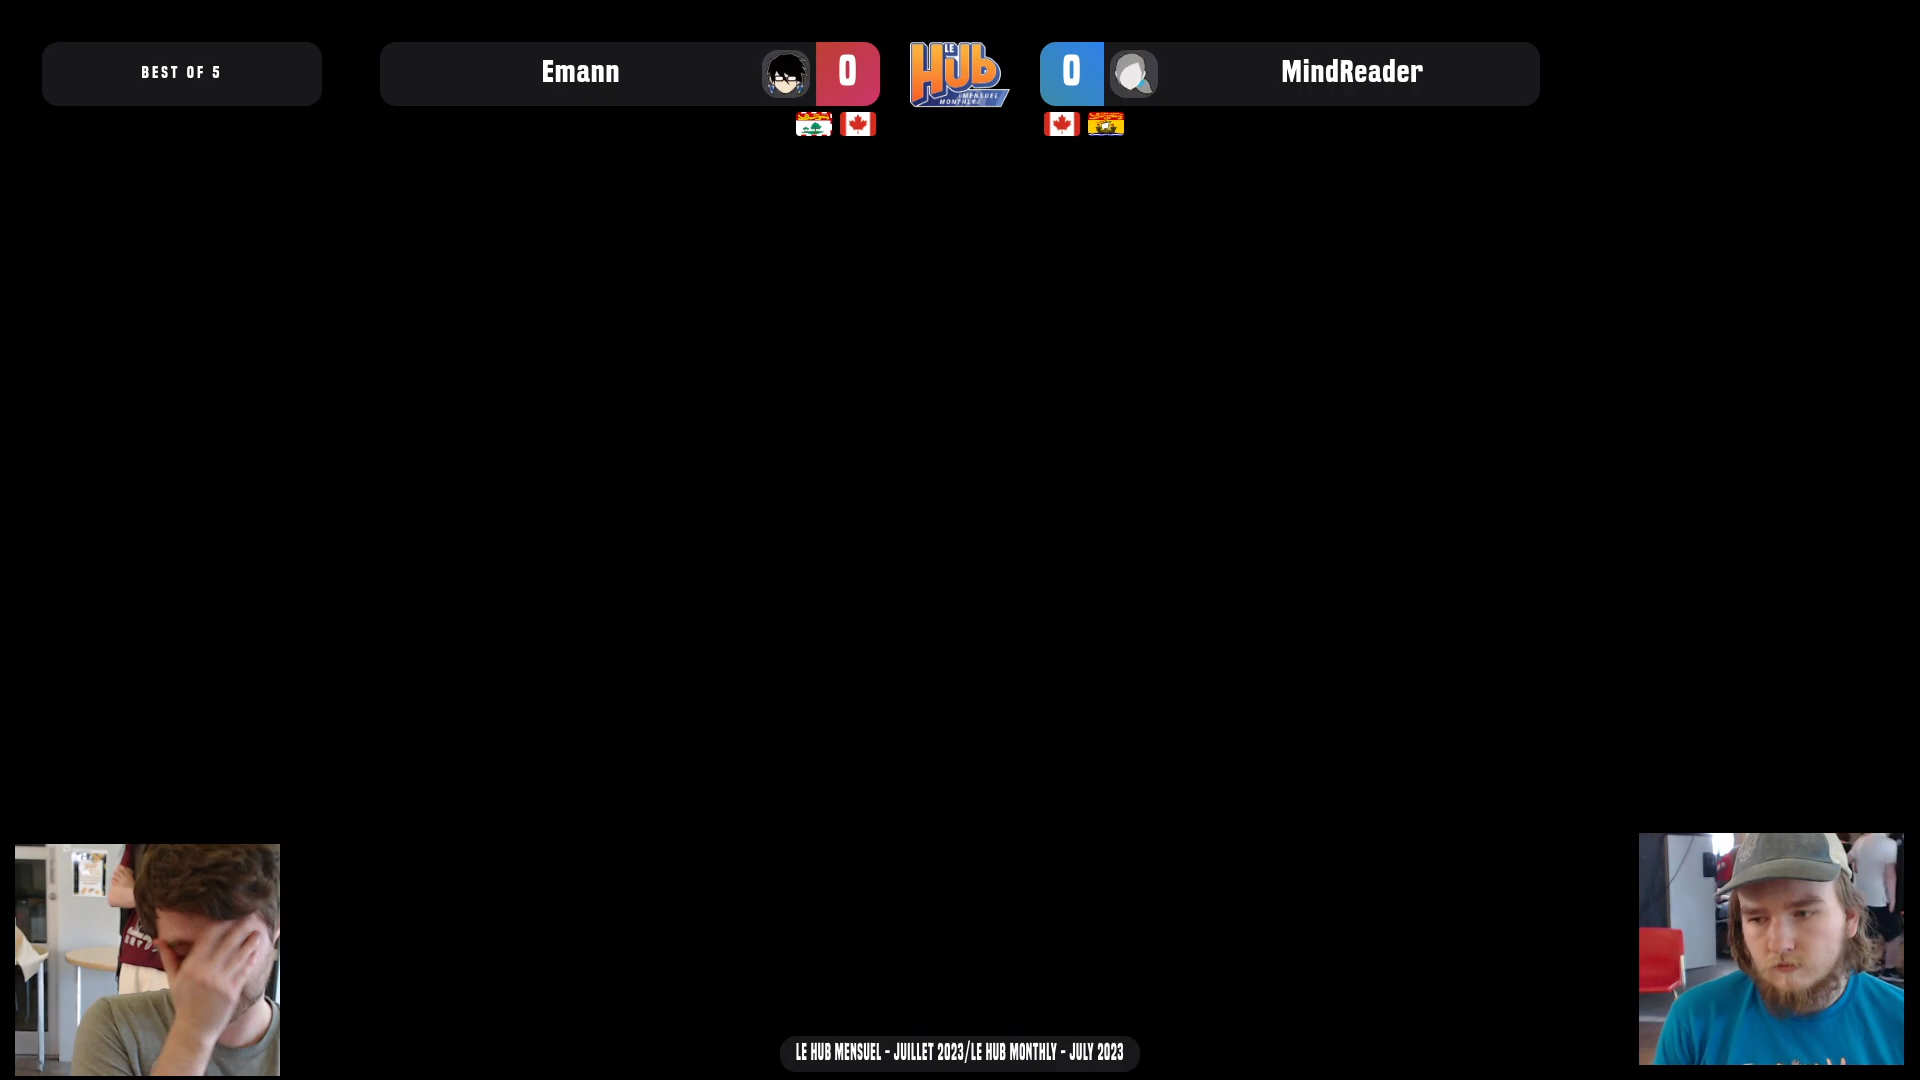 BEST OF 5
Emann
0
LE
HUb
MENSUEL
MONTHLY
0
MindReader
LE HUB MENSUEL - JUILLET 2023/LE HUB MONTHLY - JULY 2023